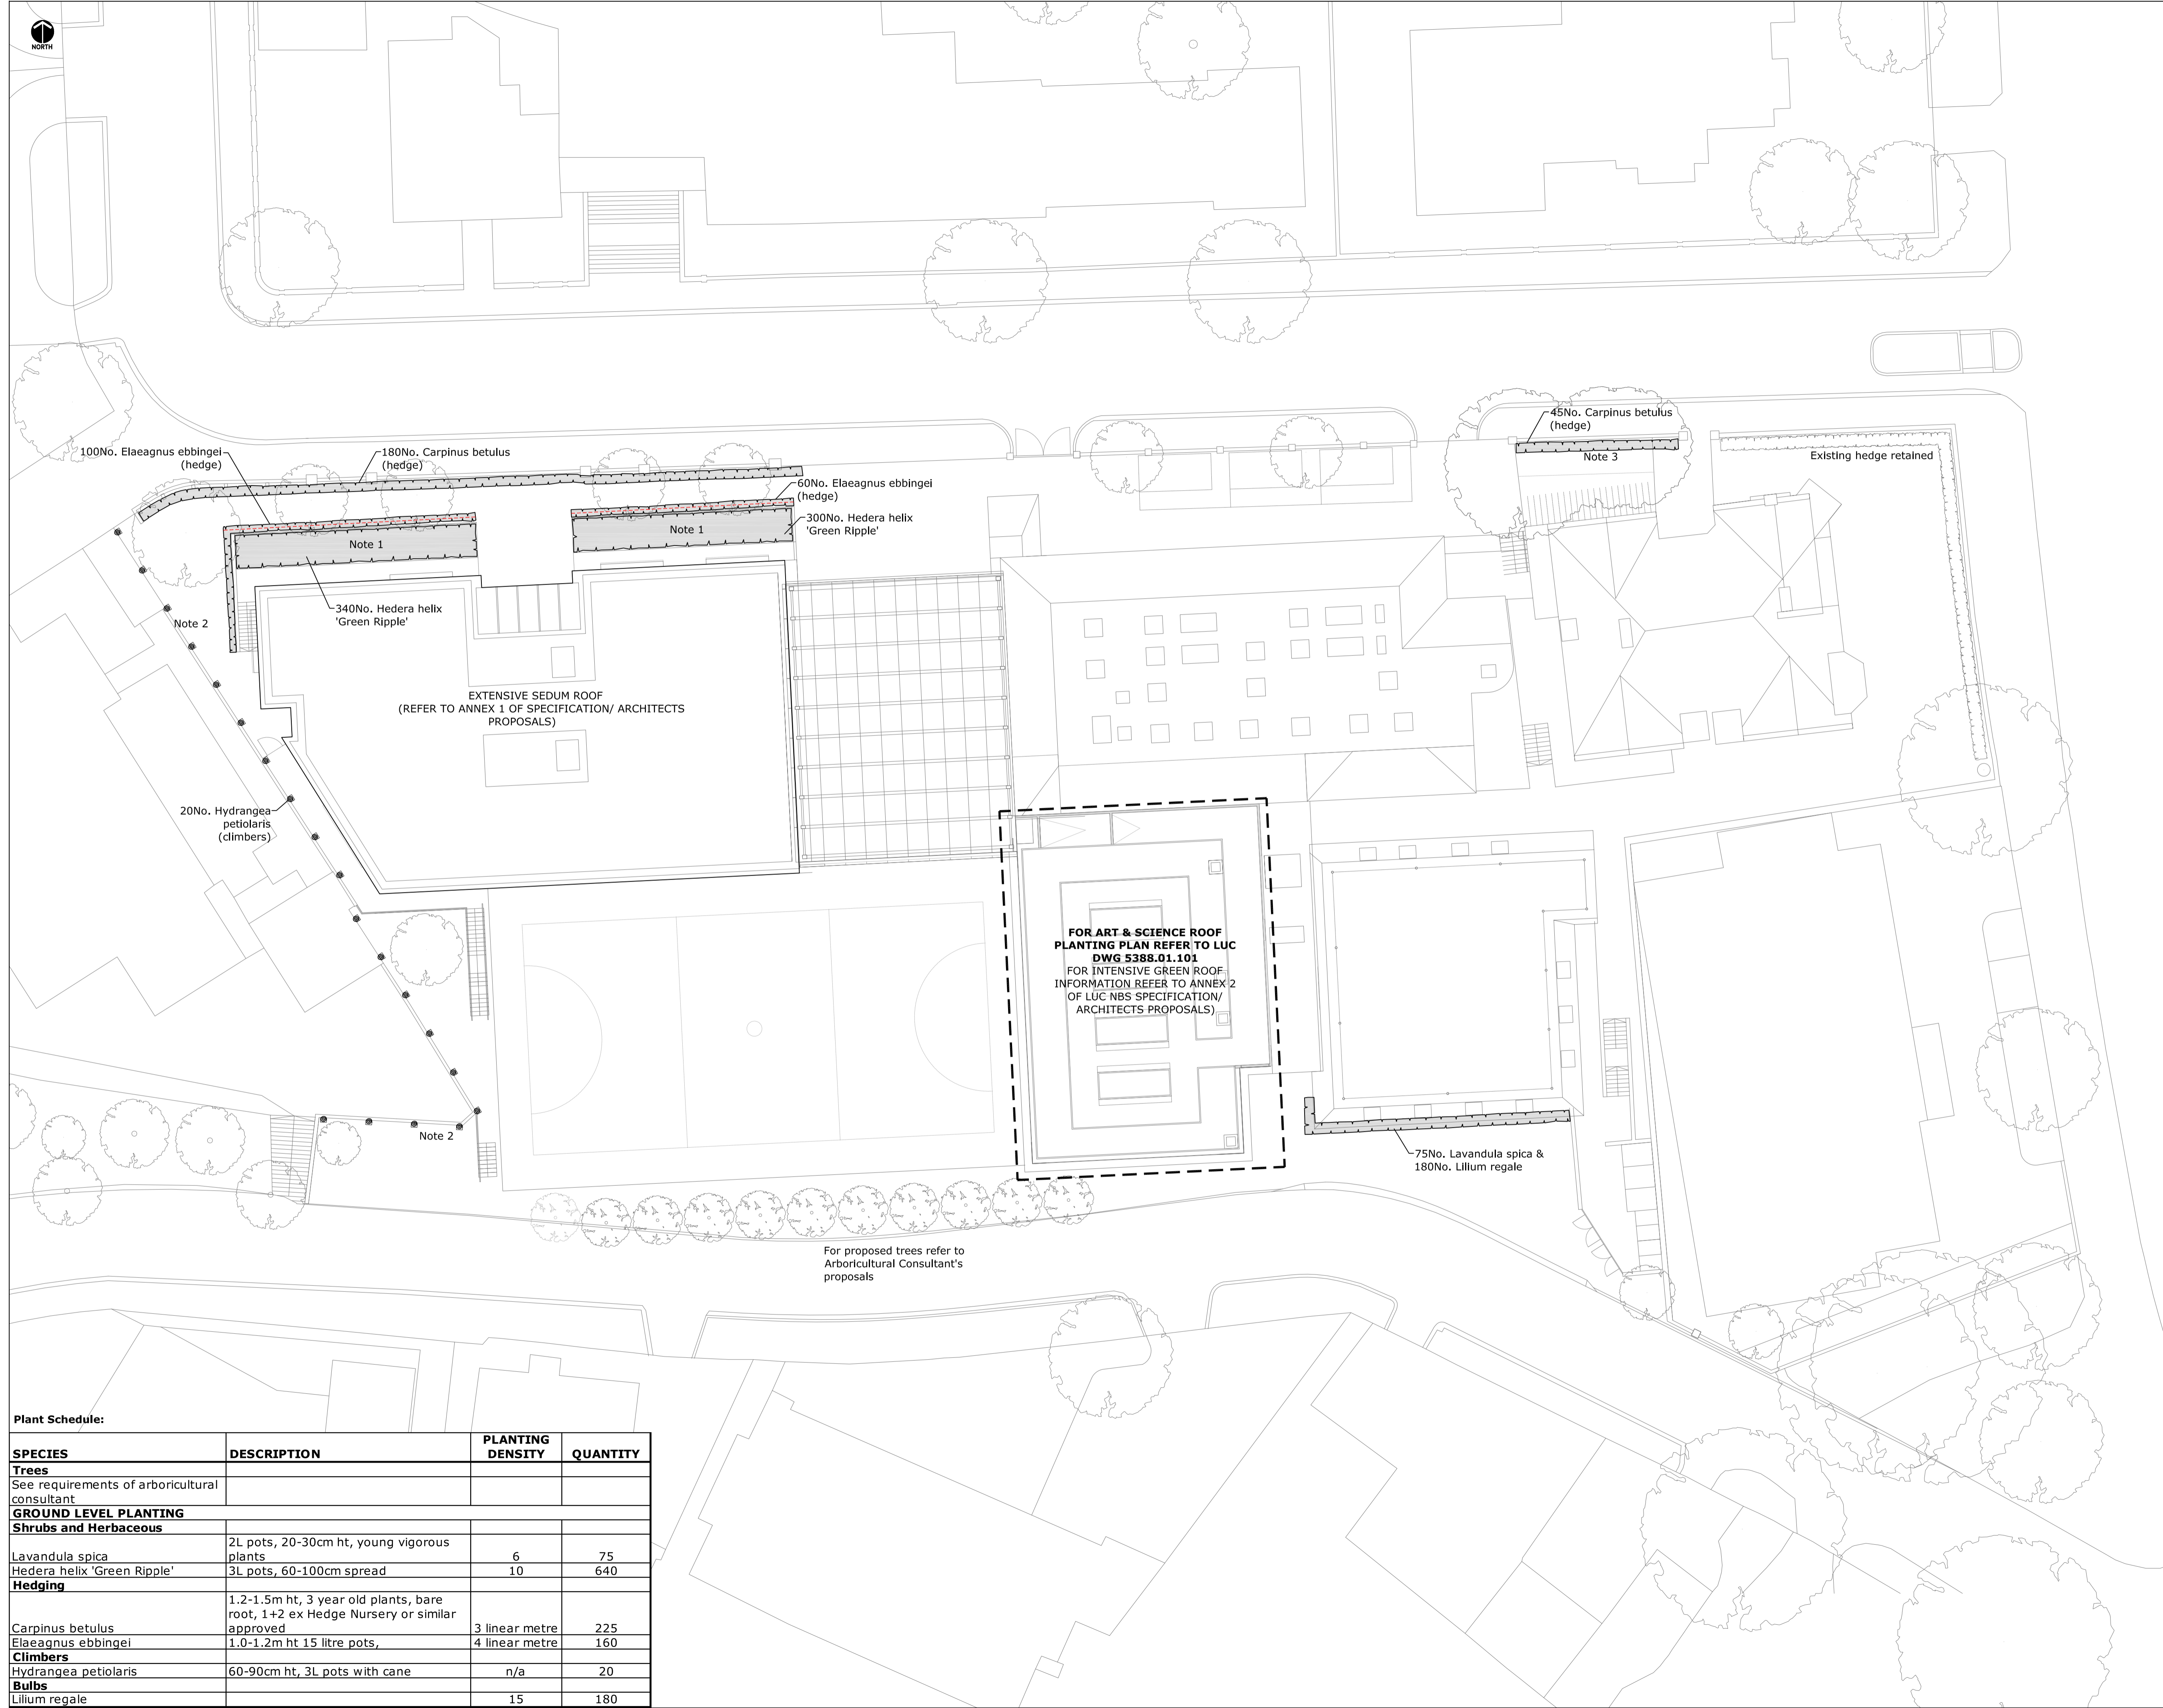 NORTH
45No. Carpinus betulus
(hedge)
Note 3
Existing hedge retained
100No. Elaeagnus ebbingei
(hedge)
180No. Carpinus betulus
(hedge)
60No. Elaeagnus ebbingei
(hedge)
300No. Hedera helix
'Green Ripple'
Note 1
Note 1
340No. Hedera helix
'Green Ripple'
Note 2
EXTENSIVE SEDUM ROOF
(REFER TO ANNEX 1 OF SPECIFICATION/ ARCHITECTS
PROPOSALS)
20No. Hydrangea
petiolaris
(climbers)
FOR ART & SCIENCE ROOF
PLANTING PLAN REFER TO LUC
DWG 5388.01.101
FOR INTENSIVE GREEN ROOF
INFORMATION REFER TO ANNEX 2
OF LUC NBS SPECIFICATION/
ARCHITECTS PROPOSALS)
Note 2
75No. Lavandula spica &
180No. Lilium regale
For proposed trees refer to
Arboricultural Consultant's
proposals
Plant Schedule:
SPECIES DESCRIPTION PLANTING DENSITY QUANTITY
Trees
See requirements of arboricultural
consultant
GROUND LEVEL PLANTING
Shrubs and Herbaceous
2L pots, 20-30cm ht, young vigorous
Lavandula spica plants 6 75
Hedera helix 'Green Ripple' 3L pots, 60-100cm spread 10 640
Hedging
1.2-1.5m ht, 3 year old plants, bare
root, 1+2 ex Hedge Nursery or similar
Carpinus betulus approved 3 linear metre 225
Elaeagnus ebbingei 1.0-1.2m ht 15 litre pots, 4 linear metre 160
Climbers
Hydrangea petiolaris 60-90cm ht, 3L pots with cane n/a 20
Bulbs
Lilium regale 15 180